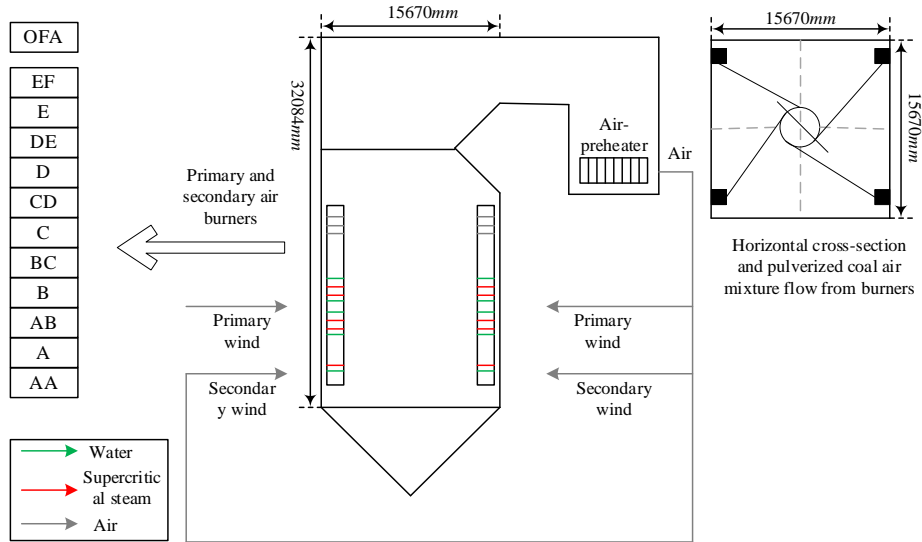 OFA
EF
E
DE
D
CD
C
BC
B
AB
A
AA
Water
Supercritic
al steam
Air
15670mm
32084mm
Primary and
secondary air
burners
Primary
wind
Secondar
y wind
Air-
preheater
Air
Primary
wind
Secondary
wind
15670mm
15670mm
Horizontal cross-section
and pulverized coal air
mixture flow from burners